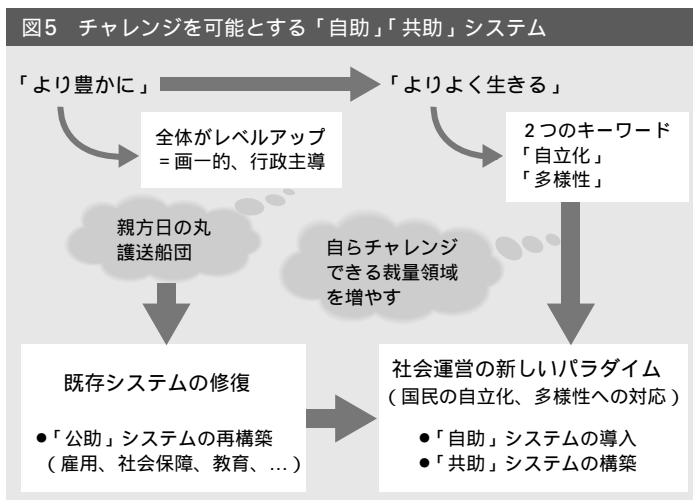 図5 チャレンジを可能とする「自助」「共助」システム
「より豊かに」
「よりよく生きる」
全体がレベルアップ
=画一的、行政主導
2つのキーワード
「自立化」
「多様性」
親方日の丸
護送船団
自らチャレンジ
できる裁量領域
を増やす
既存システムの修復
●「公助」システムの再構築
(雇用、社会保障、教育、…)
社会運営の新しいパラダイム
(国民の自立化、多様性への対応)
●「自助」システムの導入
●「共助」システムの構築